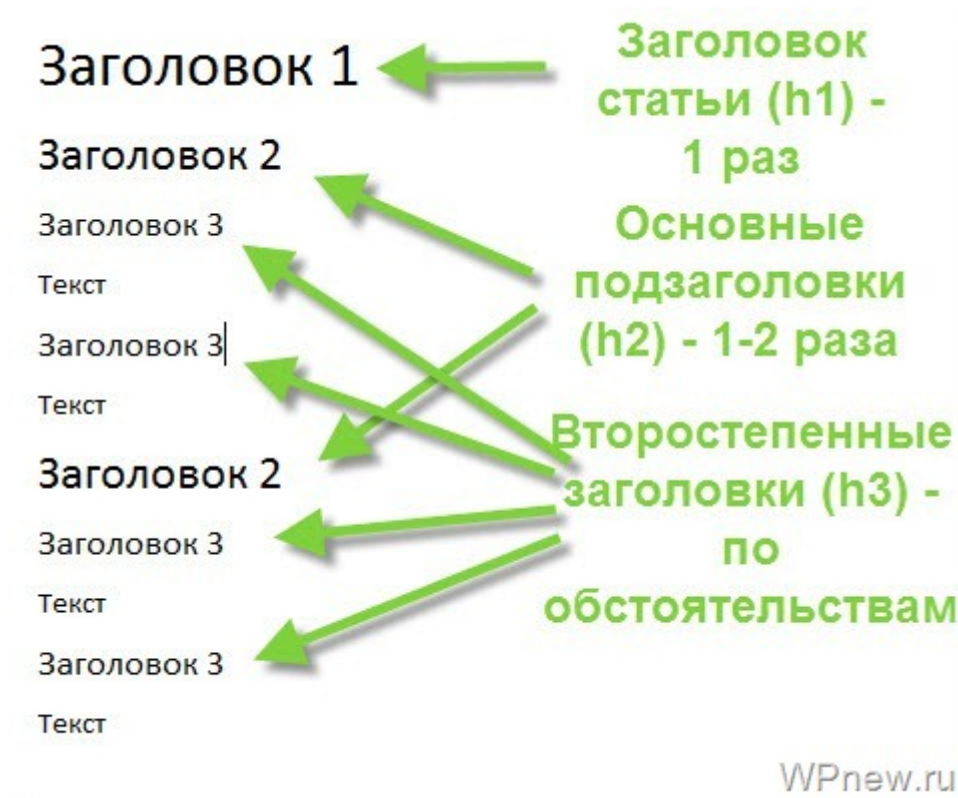 Заголовок 1
Заголовок 2
Заголовок 3
Текст
Заголовок 3
Текст
Заголовок 2
Заголовок 3
Текст
Заголовок 3
Текст
Заголовок
статьи (h1) -
1 раз
Основные
подзаголовки
(h2) - 1-2 раза
Второстепенные
заголовки (h3) -
по
обстоятельствам
WPnew.ru